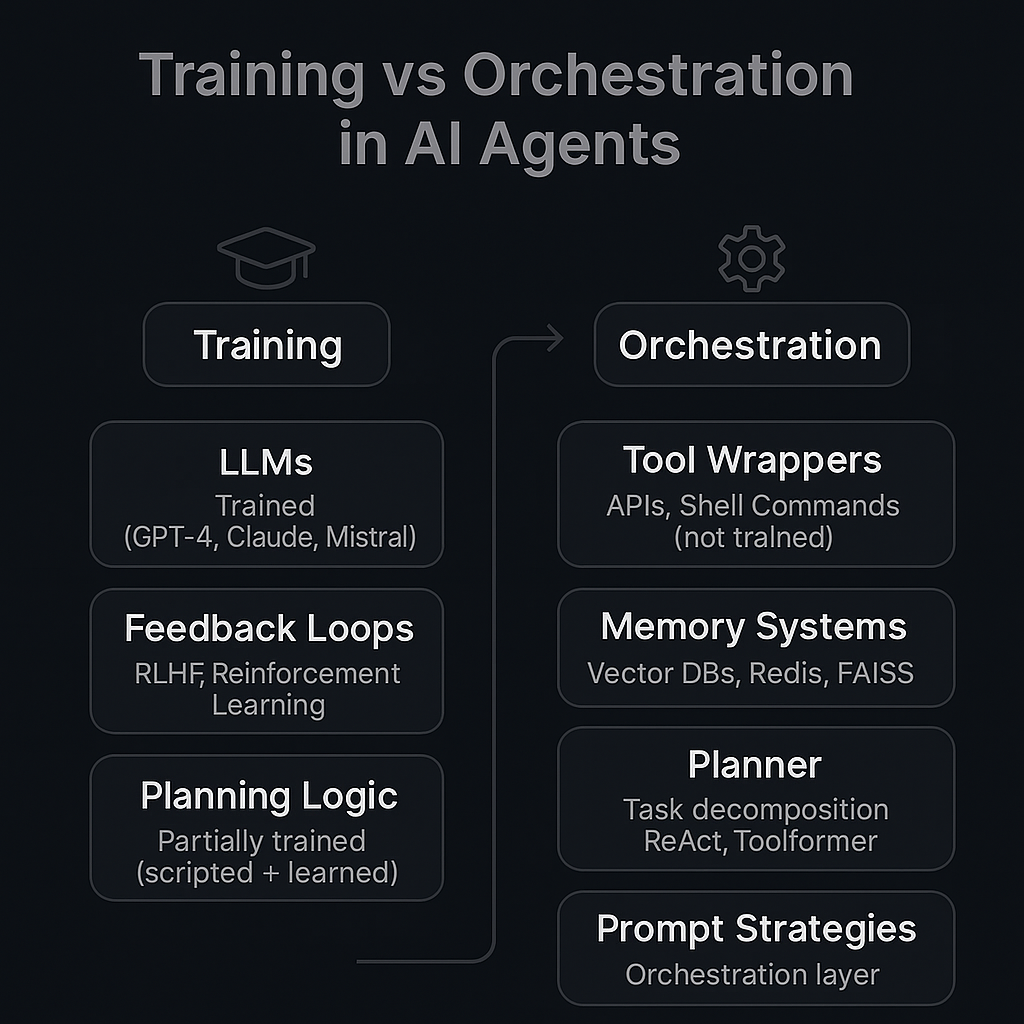 Training vs Orchestration
in AI Agents
Training
LLMs
Trained
(GPT-4, Claude, Mistral)
Feedback Loops
RLHF, Reinforcement
Learning
Planning Logic
Partially trained
(scripted + learned)
Orchestration
Tool Wrappers
APIs, Shell Commands
(not tralned)
Memory Systems
Vector DBs, Redis, FAISS
Planner
Task decomposition
ReAct, Toolformer
Prompt Strategies
Orchestration layer